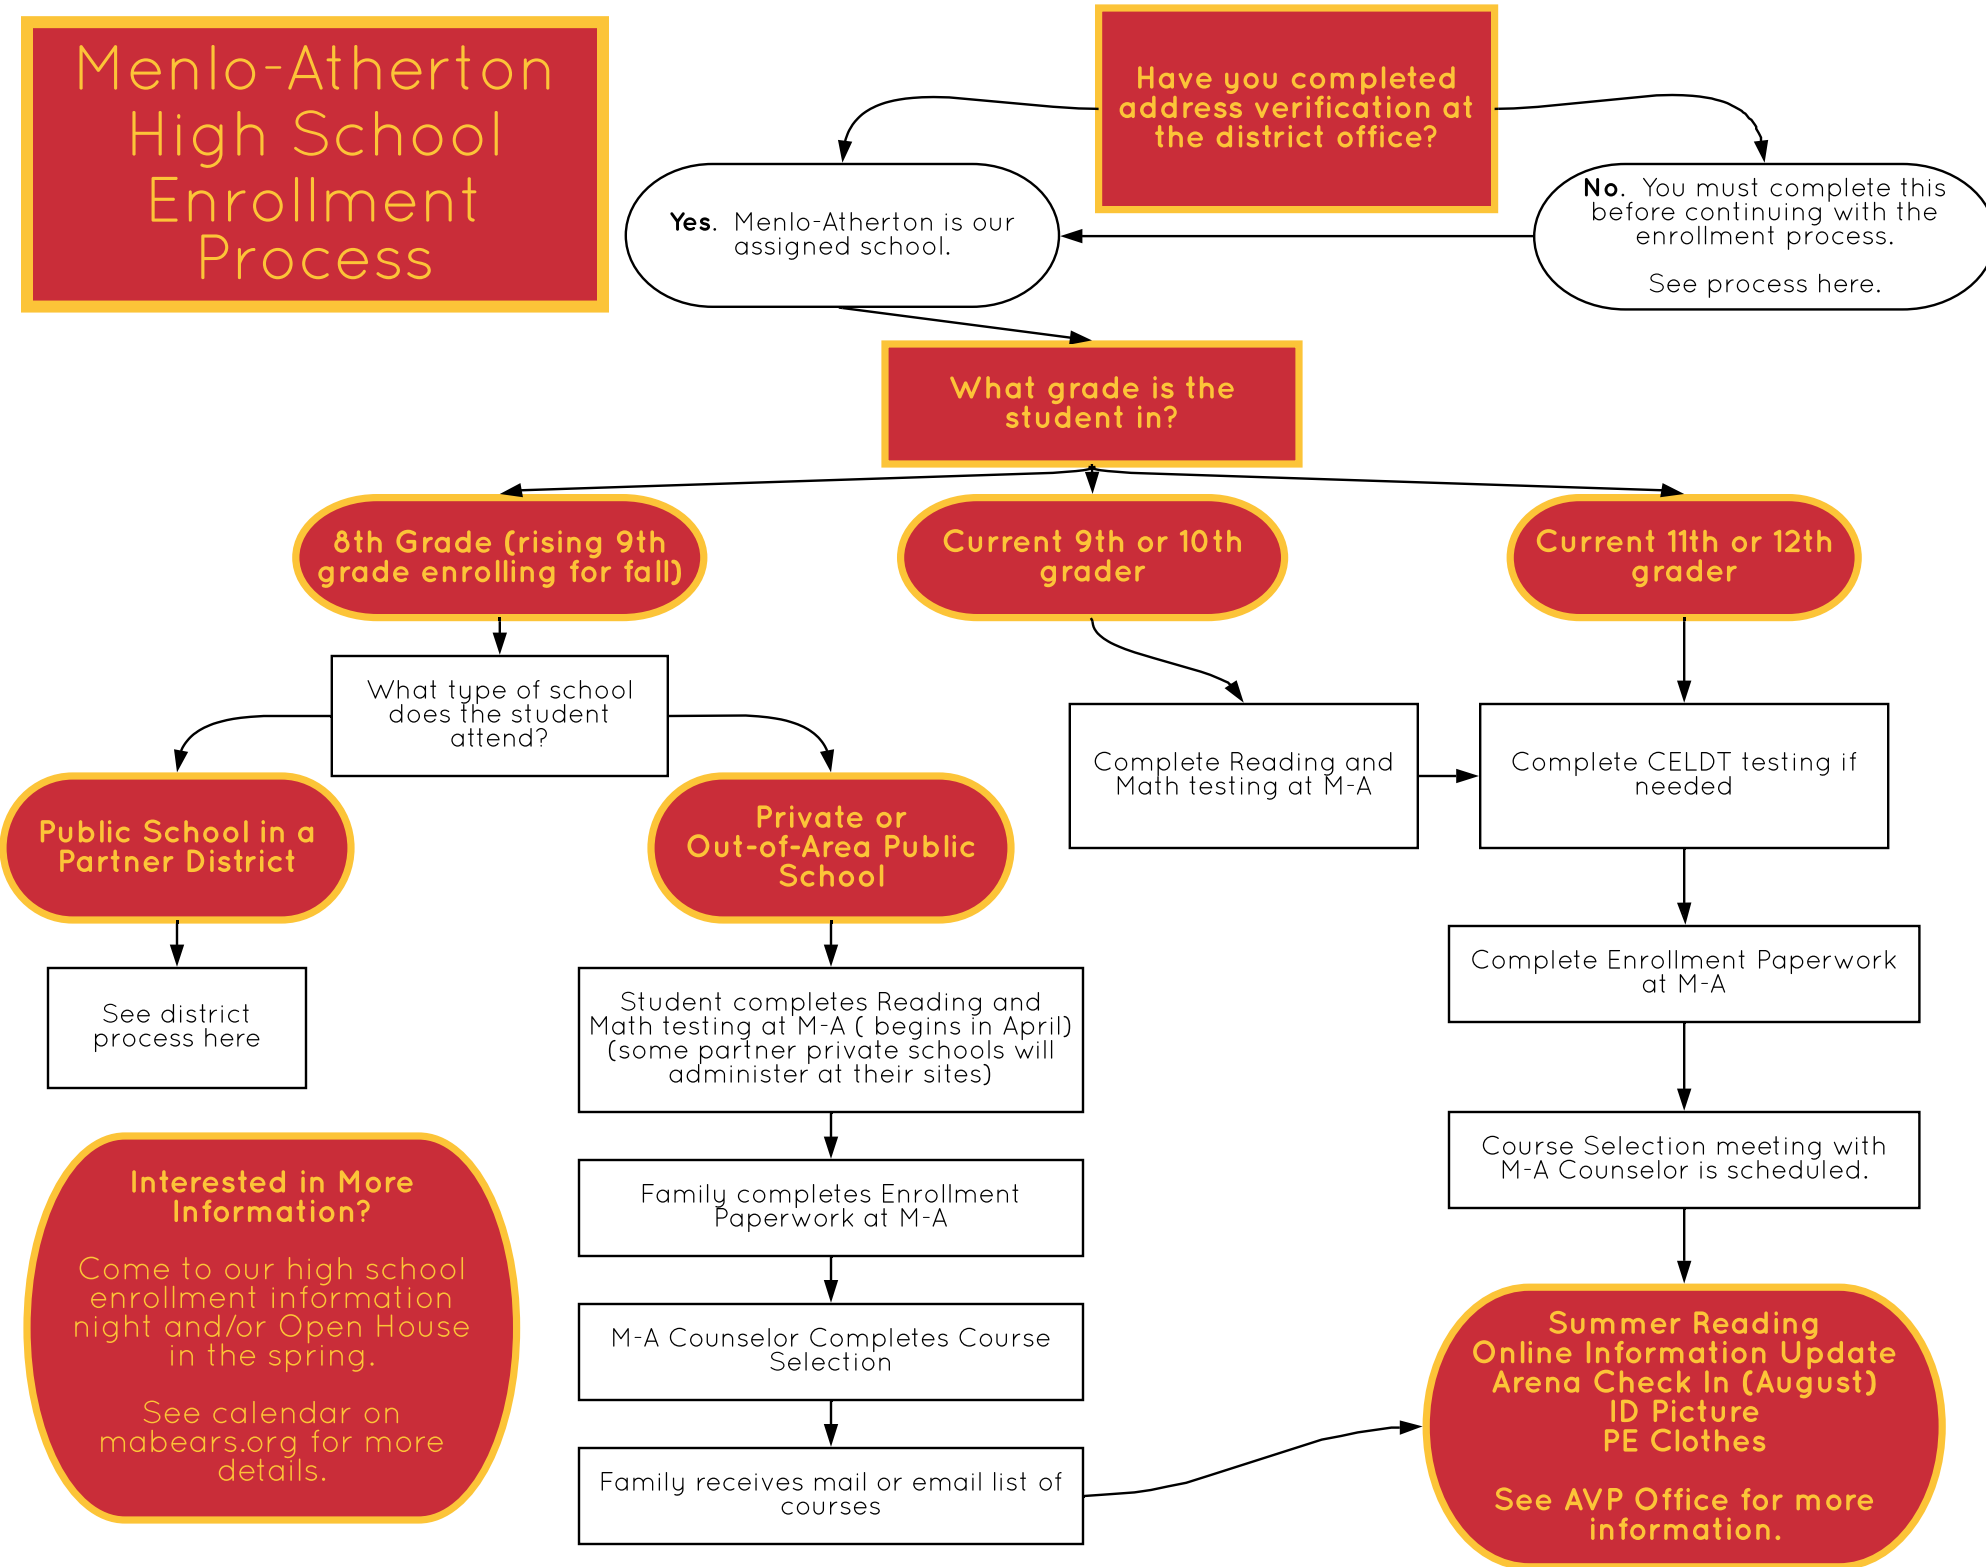 Menlo-Atherton
High School
Enrollment
Process
Have you completed
address verification at
the district office?
Yes.  Menlo-Atherton is our
assigned school.
No.  You must complete this
before continuing with the
enrollment process.
See process here.
What grade is the
student in?
8th Grade (rising 9th
grade enrolling for fall)
Current 9th or 10th
grader
Current 11th or 12th
grader
What type of school
does the student
attend?
Complete Reading and
Math testing at M-A
Complete CELDT testing if
needed
Public School in a
Partner District
Private or
Out-of-Area Public
School
See district
process here
Student completes Reading and
Math testing at M-A ( begins in April)
(some partner private schools will
administer at their sites)
Complete Enrollment Paperwork
at M-A
Family completes Enrollment
Paperwork at M-A
Course Selection meeting with
M-A Counselor is scheduled.
Interested in More
Information?
Come to our high school
enrollment information
night and/or Open House
in the spring.
See calendar on
mabears.org for more
details.
M-A Counselor Completes Course
Selection
Family receives mail or email list of
courses
Summer Reading
Online Information Update
Arena Check In (August)
ID Picture
PE Clothes
See AVP Office for more
information.